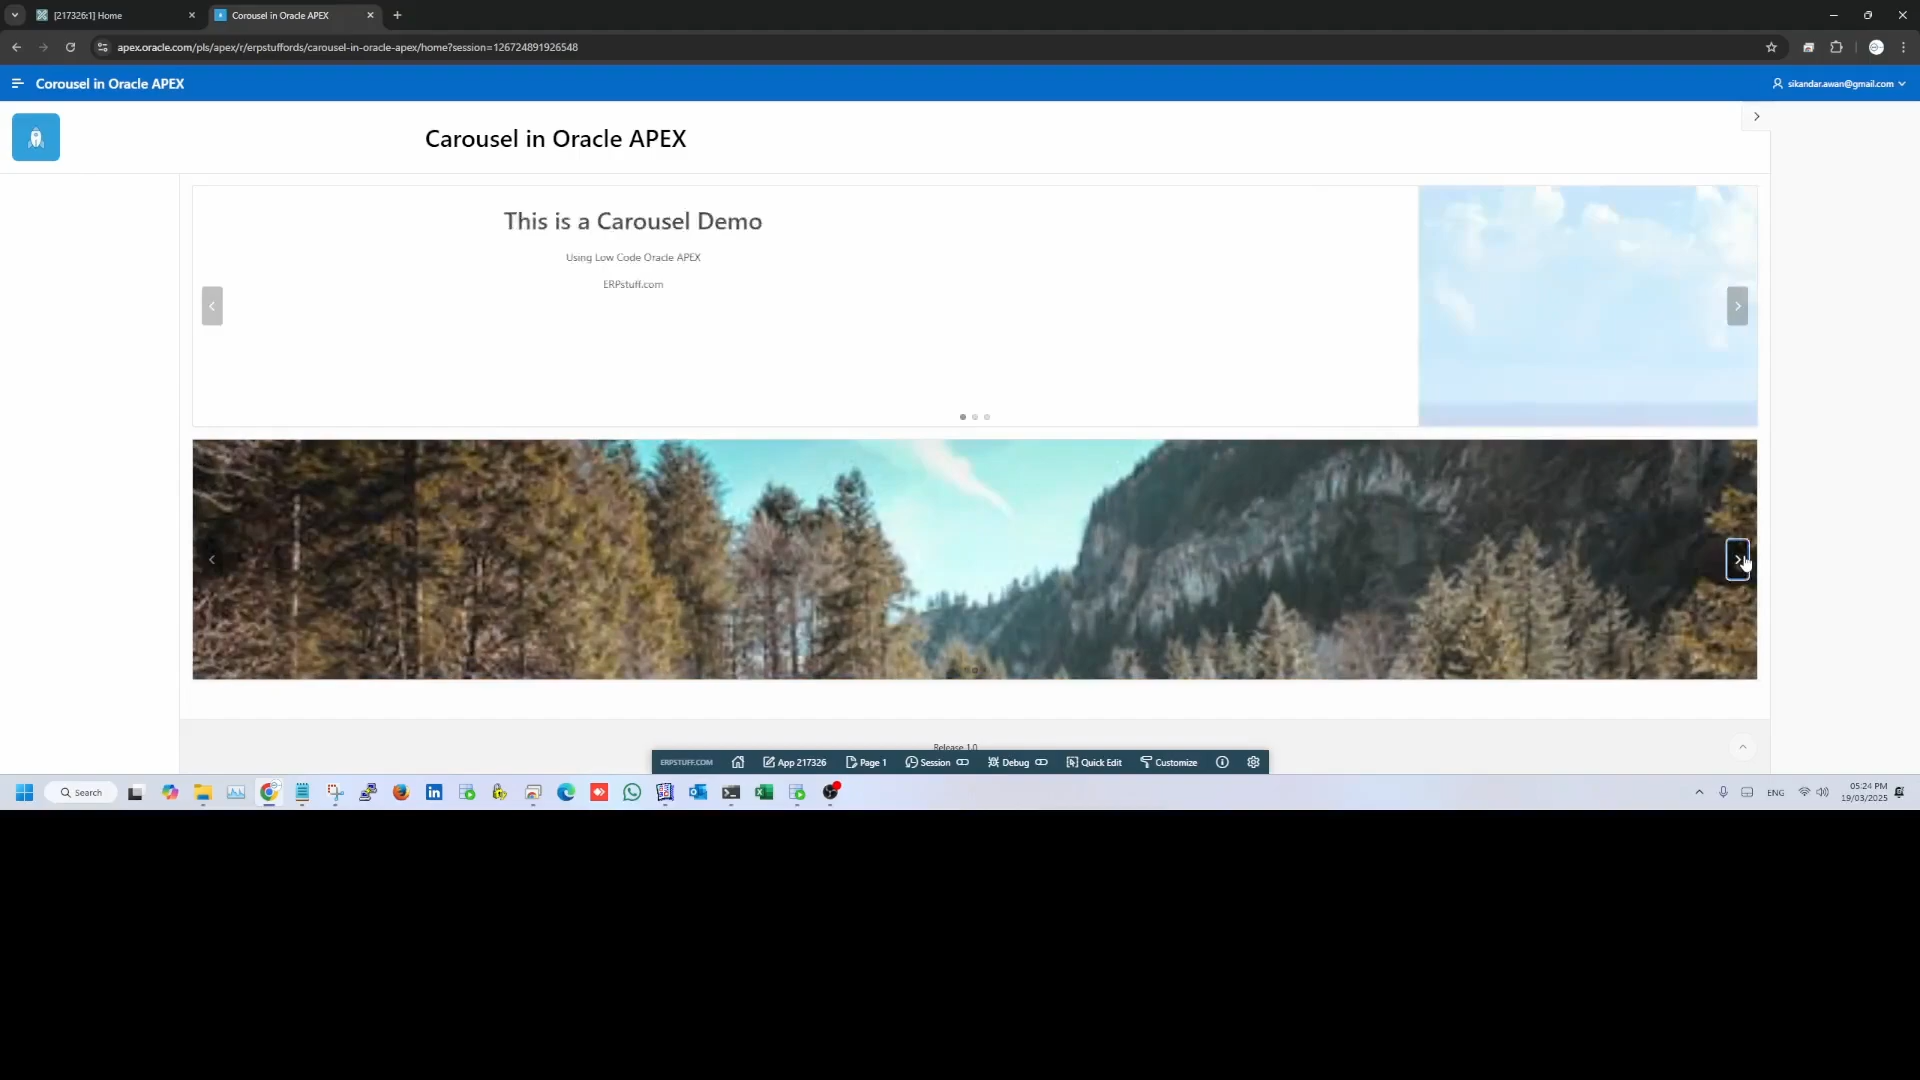 [217326:1] Home
Corousel in Oracle APEX
apex.oracle.com/pls/apex/r/erpstuffords/carousel-in-oracle-apex/home?session=126724891926548
Corousel in Oracle APEX
sikandar.awan@gmail.com
Carousel in Oracle APEX
This is a Carousel Demo
Using Low Code Oracle APEX
ERPstuff.com
Release 1.0
ERPSTUFF.COM
App 217326
Page 1
Session
Debug
Quick Edit
Customize
Search
ENG
05:24 PM
19/03/2025